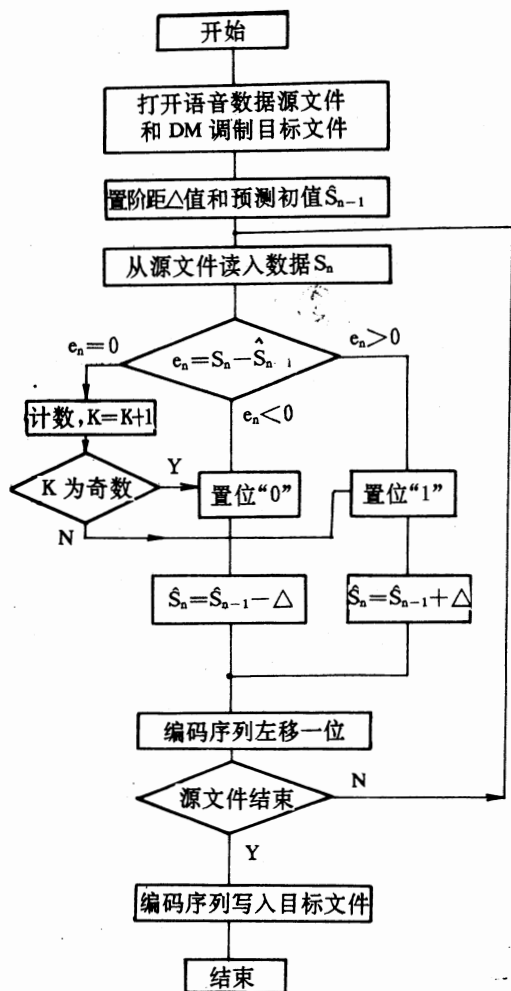 开始
打开语音数据源文件
和 DM 调制目标文件
置阶距△值和预测初值Ŝₙ₋₁
从源文件读入数据Sₙ
eₙ=0
eₙ=Sₙ-Ŝₙ₋₁
eₙ>0
计数,K=K+1
eₙ<0
K 为奇数
Y
置位“0”
置位“1”
N
Ŝₙ=Ŝₙ₋₁-△
Ŝₙ=Ŝₙ₋₁+△
编码序列左移一位
源文件结束
N
Y
编码序列写入目标文件
结束